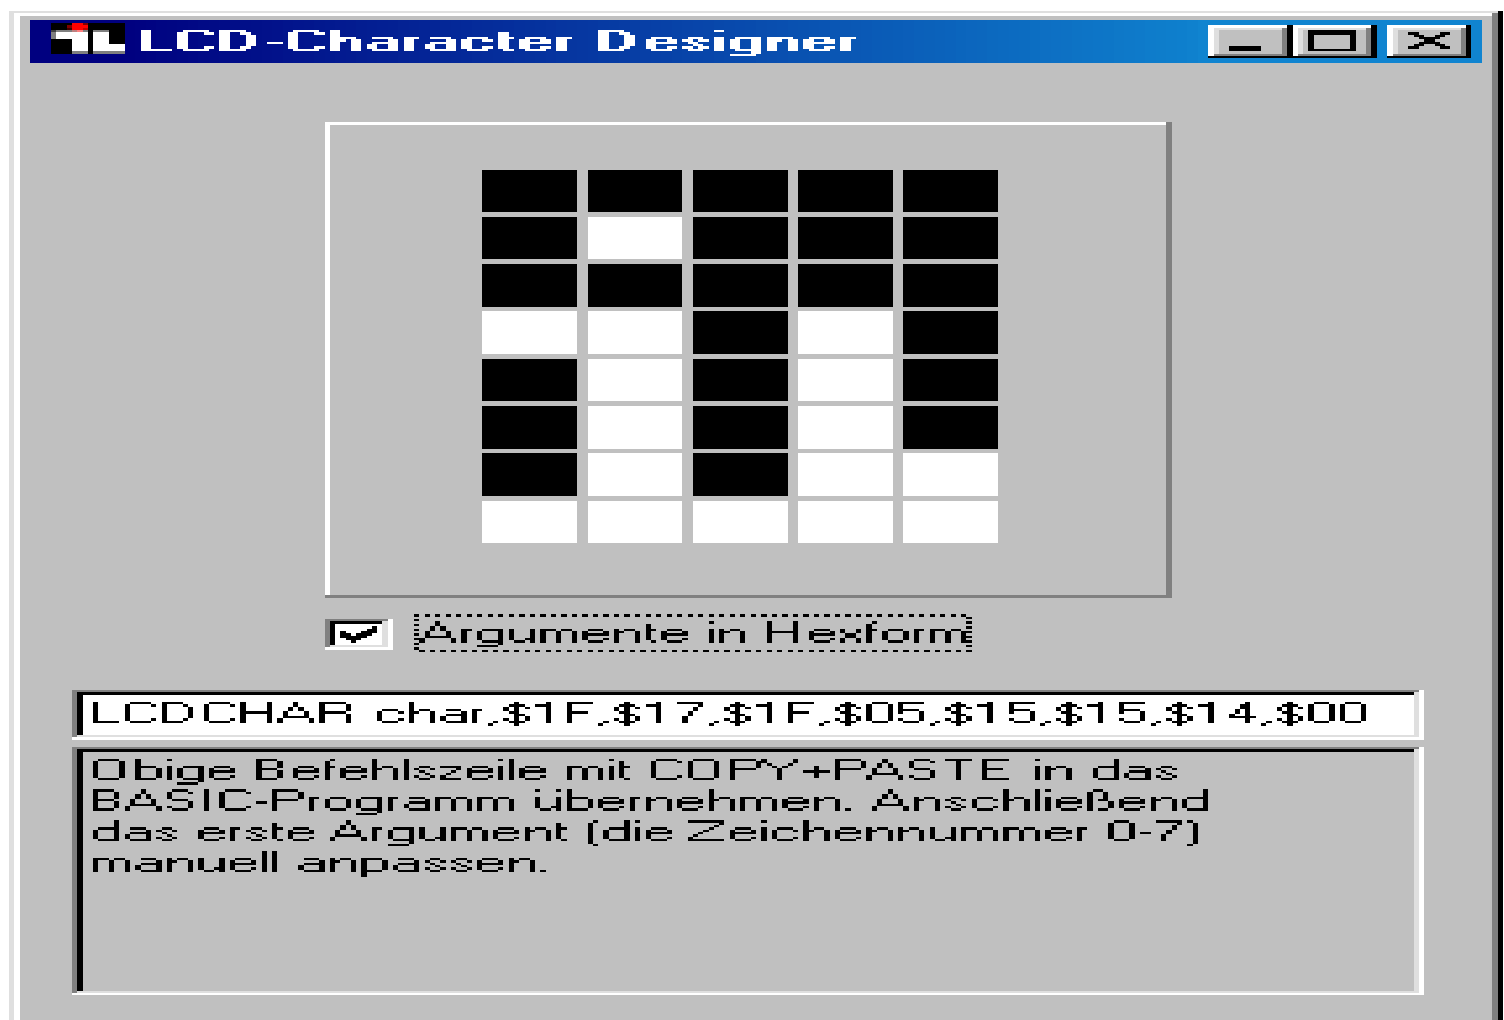 LCD-Character Designer
Argumente in Hexform
LCDCHAR char,$1F,$17,$1F,$05,$15,$15,$14,$00
Obige Befehlszeile mit COPY+PASTE in das
BASIC-Programm übernehmen. Anschließend
das erste Argument (die Zeichennummer 0-7)
manuell anpassen.